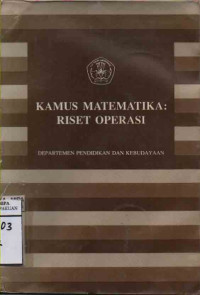 KAMUS MATEMATIKA:
RISET OPERASI
DEPARTEMEN PENDIDIKAN DAN KEBUDAYAAN
03